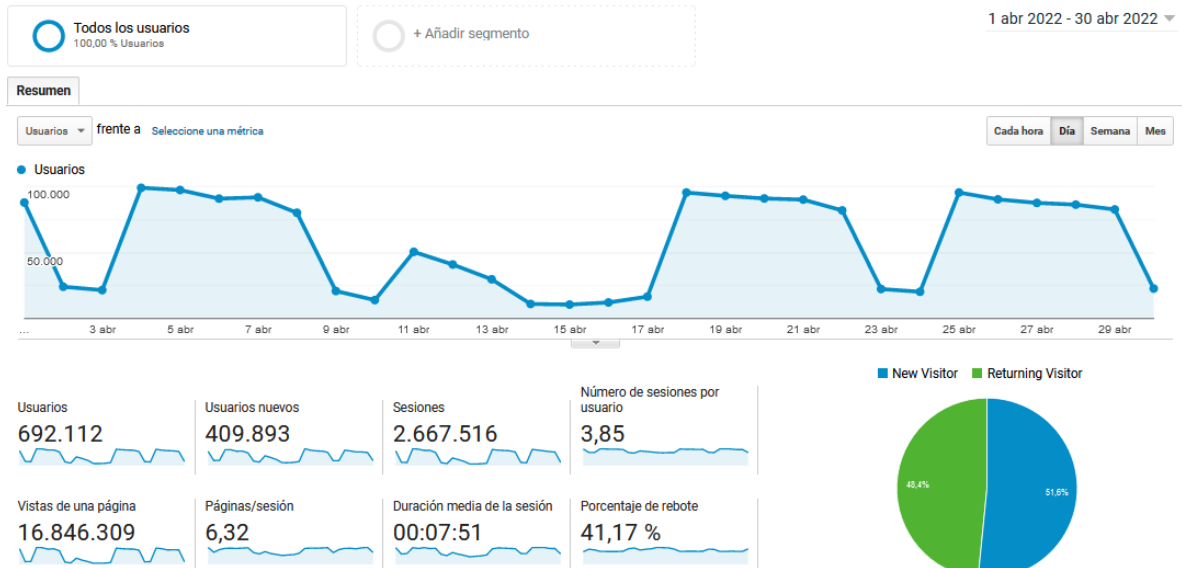 Todos los usuarios
100,00 % Usuarios
+ Añadir segmento
1 abr 2022 - 30 abr 2022
Resumen
Usuarios frente a Seleccione una métrica
Cada hora Día Semana Mes
Usuarios
100.000
50.000
... 3 abr 5 abr 7 abr 9 abr 11 abr 13 abr 15 abr 17 abr 19 abr 21 abr 23 abr 25 abr 27 abr 29 abr
New Visitor Returning Visitor
Usuarios
692.112
Usuarios nuevos
409.893
Sesiones
2.667.516
Número de sesiones por
usuario
3,85
Vistas de una página
16.846.309
Páginas/sesión
6,32
Duración media de la sesión
00:07:51
Porcentaje de rebote
41,17 %
48,4%
51,6%